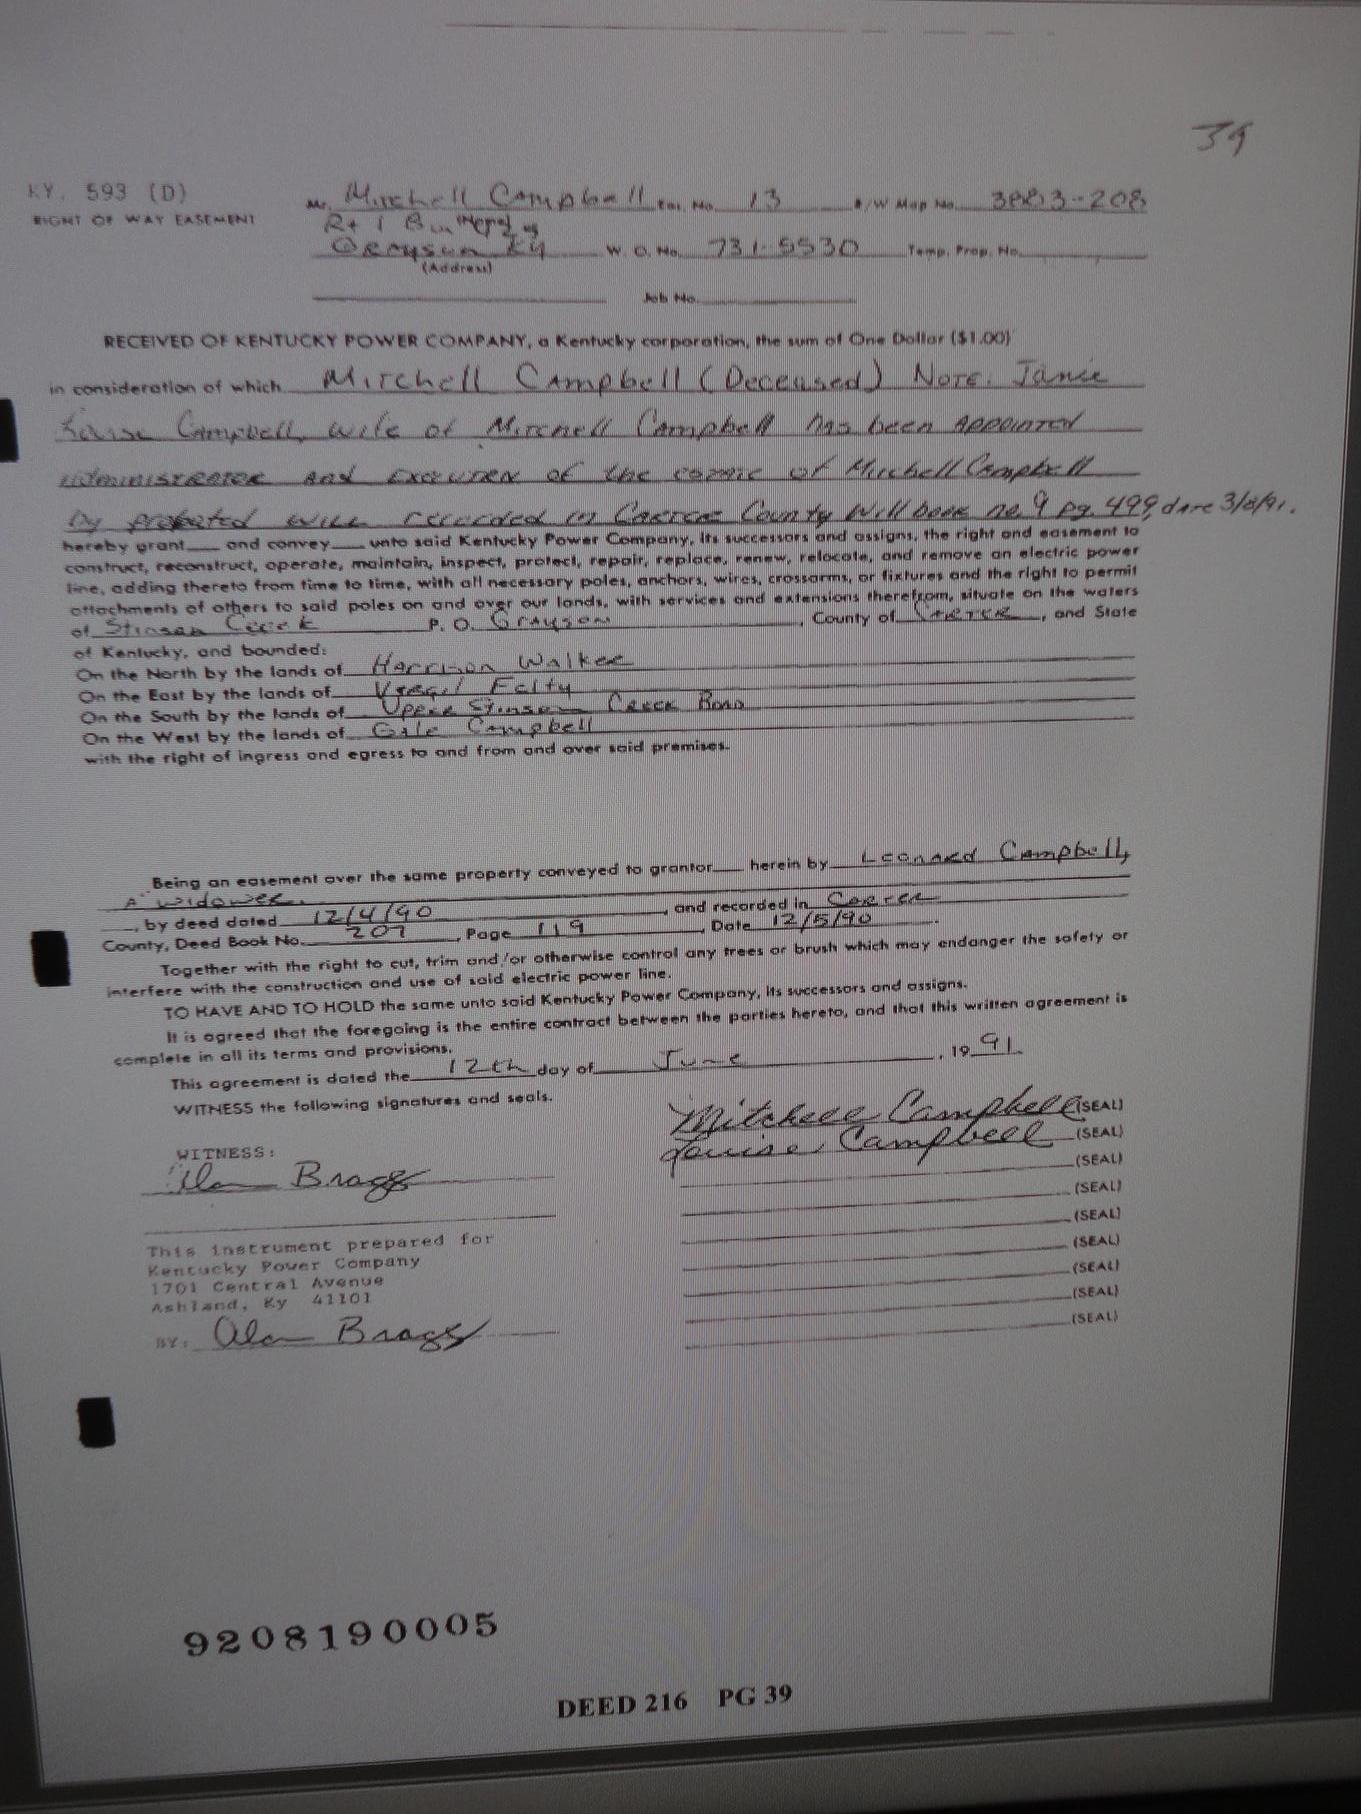 39
KY. 593 (D)
RIGHT OF WAY EASEMENT
Mr. Mitchell Campbell Eas. No. 13 R/W Map No. 3883-208
Rt 1
Grayson Ky W. O. No. 731-5530 Temp. Prop. No.
(Address)
Job No.
RECEIVED OF KENTUCKY POWER COMPANY, a Kentucky corporation, the sum of One Dollar ($1.00)
in consideration of which Mitchell Campbell (Deceased) Note. Janie
Louise Campbell, wife of Mitchell Campbell has been APPOINTED
administrator and executer of the estate of Mitchell Campbell
by probated will recorded in Carter County Will book no. 9 pg. 499, date 3/8/91.
hereby grant and convey unto said Kentucky Power Company, its successors and assigns, the right and easement to
construct, reconstruct, operate, maintain, inspect, protect, repair, replace, renew, relocate, and remove an electric power
line, adding thereto from time to time, with all necessary poles, anchors, wires, crossarms, or fixtures and the right to permit
attachments of others to said poles on and over our lands, with services and extensions therefrom, situate on the waters
of Stinson Creek P. O. Grayson, County of CARTER, and State
of Kentucky, and bounded:
On the North by the lands of Harrison Walker
On the East by the lands of Virgil Felty
On the South by the lands of Upper Stinson Creek Road
On the West by the lands of Gale Campbell
with the right of ingress and egress to and from and over said premises.
Being an easement over the same property conveyed to grantor herein by Leonard Campbell,
A widower.
, by deed dated 12/4/90, and recorded in Carter
County, Deed Book No. 207, Page 119, Date 12/5/90.
Together with the right to cut, trim and/or otherwise control any trees or brush which may endanger the safety or
interfere with the construction and use of said electric power line.
TO HAVE AND TO HOLD the same unto said Kentucky Power Company, its successors and assigns.
It is agreed that the foregoing is the entire contract between the parties hereto, and that this written agreement is
complete in all its terms and provisions.
This agreement is dated the 12th day of June, 19 91.
WITNESS the following signatures and seals.
Mitchell Campbell (SEAL)
Louise Campbell (SEAL)
WITNESS: (SEAL)
Alan Bragg (SEAL)
(SEAL)
This instrument prepared for (SEAL)
Kentucky Power Company (SEAL)
1701 Central Avenue (SEAL)
Ashland, Ky 41101 (SEAL)
BY: Alan Bragg
9208190005
DEED 216 PG 39